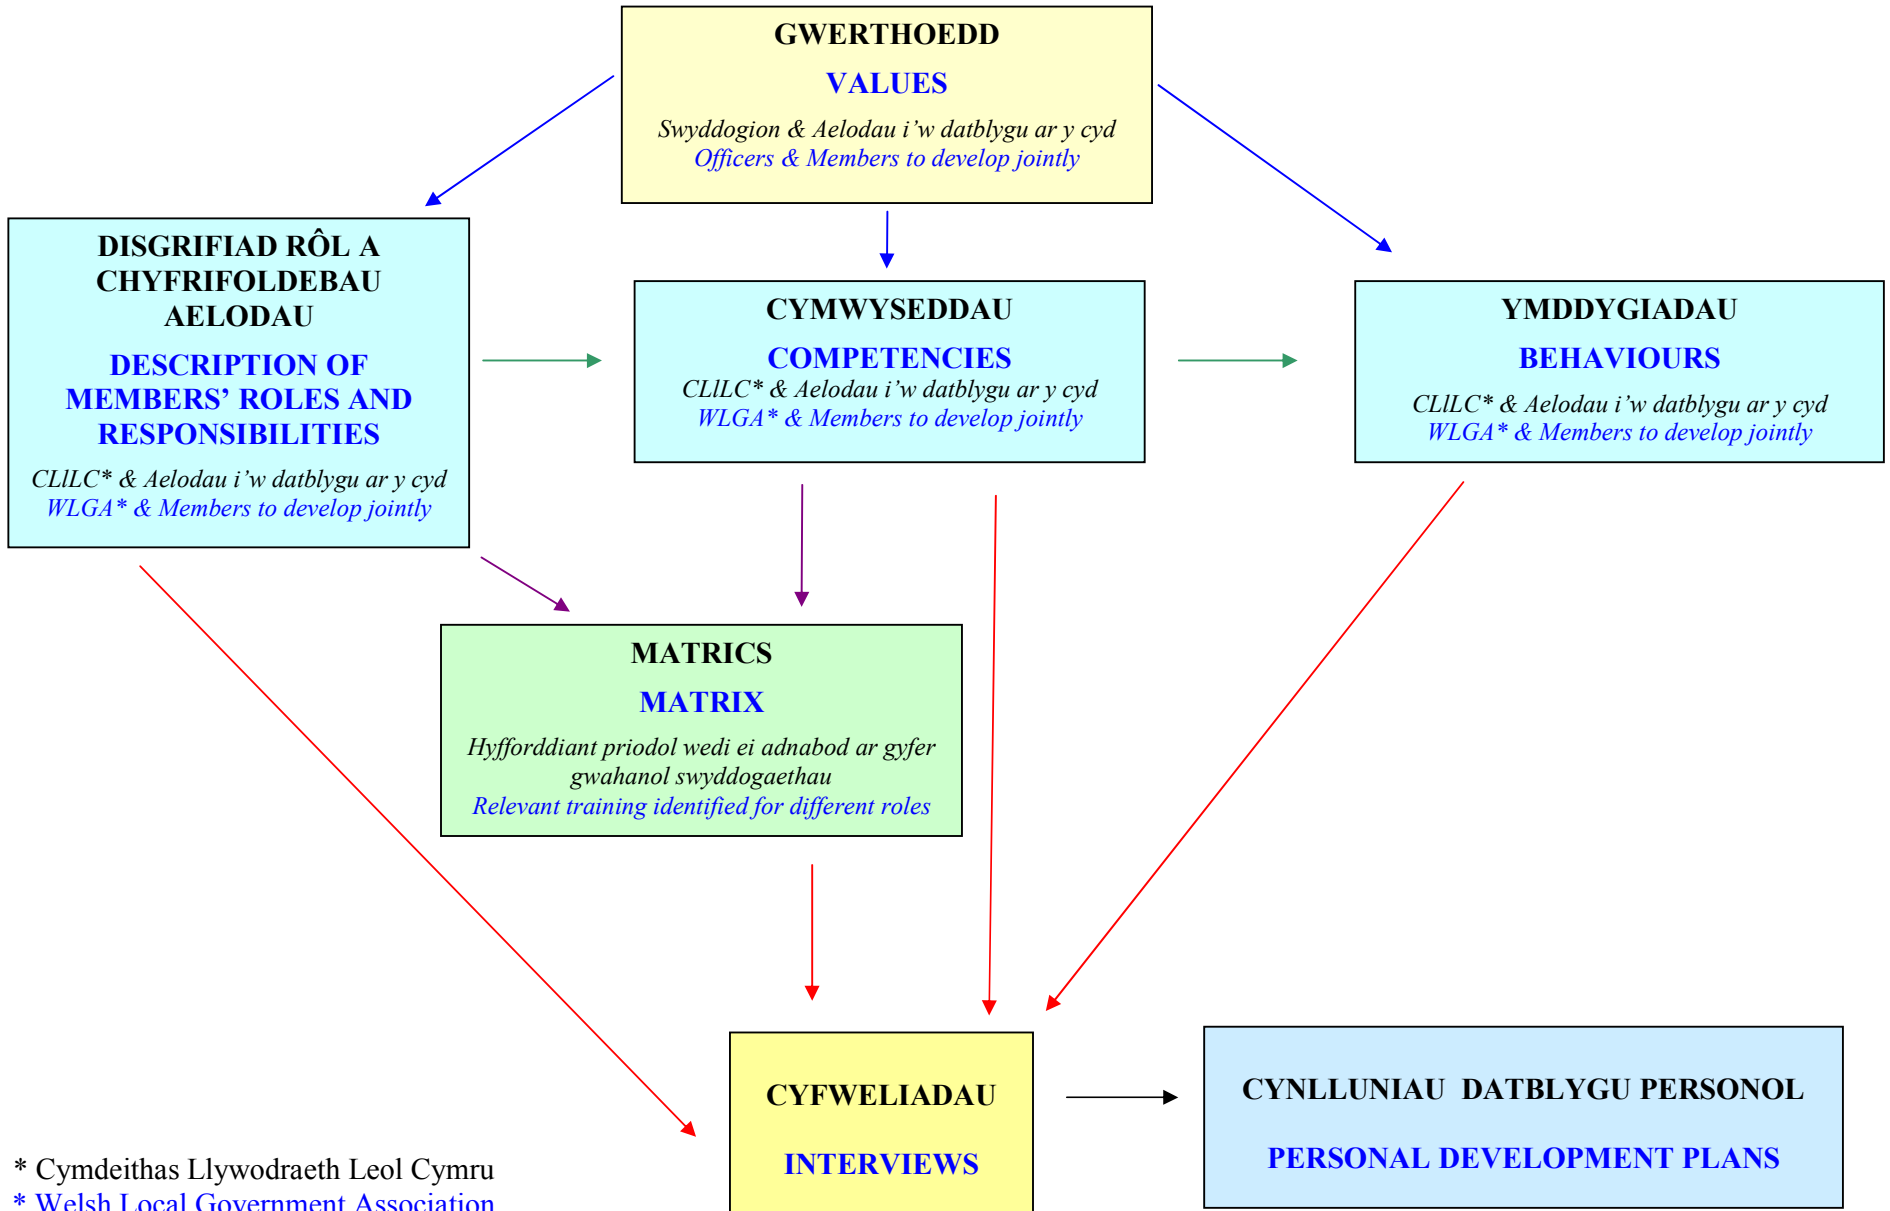 GWERTHOEDD
VALUES
Swyddogion & Aelodau i’w datblygu ar y cyd
Officers & Members to develop jointly
DISGRIFIAD RÔL A
CHYFRIFOLDEBAU
AELODAU
DESCRIPTION OF
MEMBERS’ ROLES AND
RESPONSIBILITIES
CLlLC* & Aelodau i’w datblygu ar y cyd
WLGA* & Members to develop jointly
CYMWYSEDDAU
COMPETENCIES
CLlLC* & Aelodau i’w datblygu ar y cyd
WLGA* & Members to develop jointly
YMDDYGIADAU
BEHAVIOURS
CLlLC* & Aelodau i’w datblygu ar y cyd
WLGA* & Members to develop jointly
MATRICS
MATRIX
Hyfforddiant priodol wedi ei adnabod ar gyfer
gwahanol swyddogaethau
Relevant training identified for different roles
CYFWELIADAU
INTERVIEWS
CYNLLUNIAU DATBLYGU PERSONOL
PERSONAL DEVELOPMENT PLANS
* Cymdeithas Llywodraeth Leol Cymru
* Welsh Local Government Association